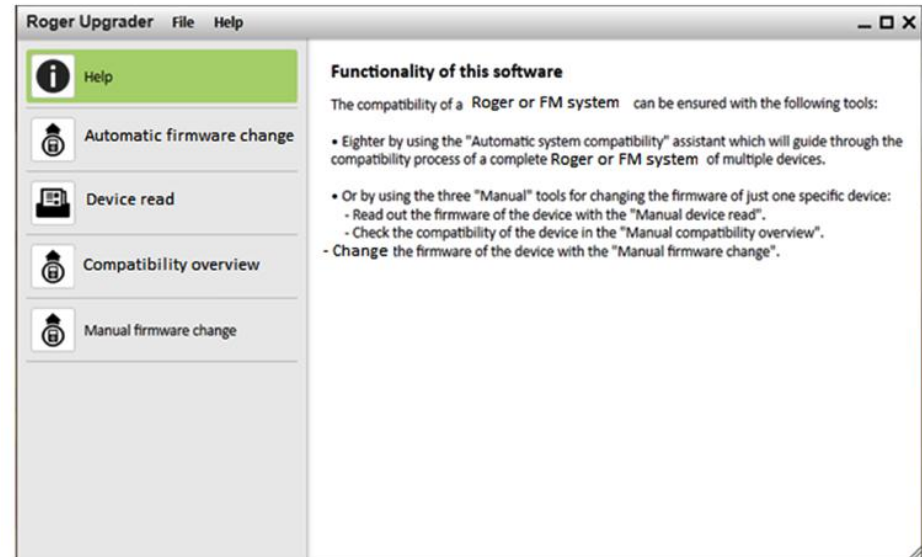 Roger Upgrader File Help
Help
Automatic firmware change
Device read
Compatibility overview
Manual firmware change
Functionality of this software
The compatibility of a Roger or FM system can be ensured with the following tools:
• Eighter by using the "Automatic system compatibility" assistant which will guide through the
compatibility process of a complete Roger or FM system of multiple devices.
• Or by using the three "Manual" tools for changing the firmware of just one specific device:
- Read out the firmware of the device with the "Manual device read".
- Check the compatibility of the device in the "Manual compatibility overview".
- Change the firmware of the device with the "Manual firmware change".